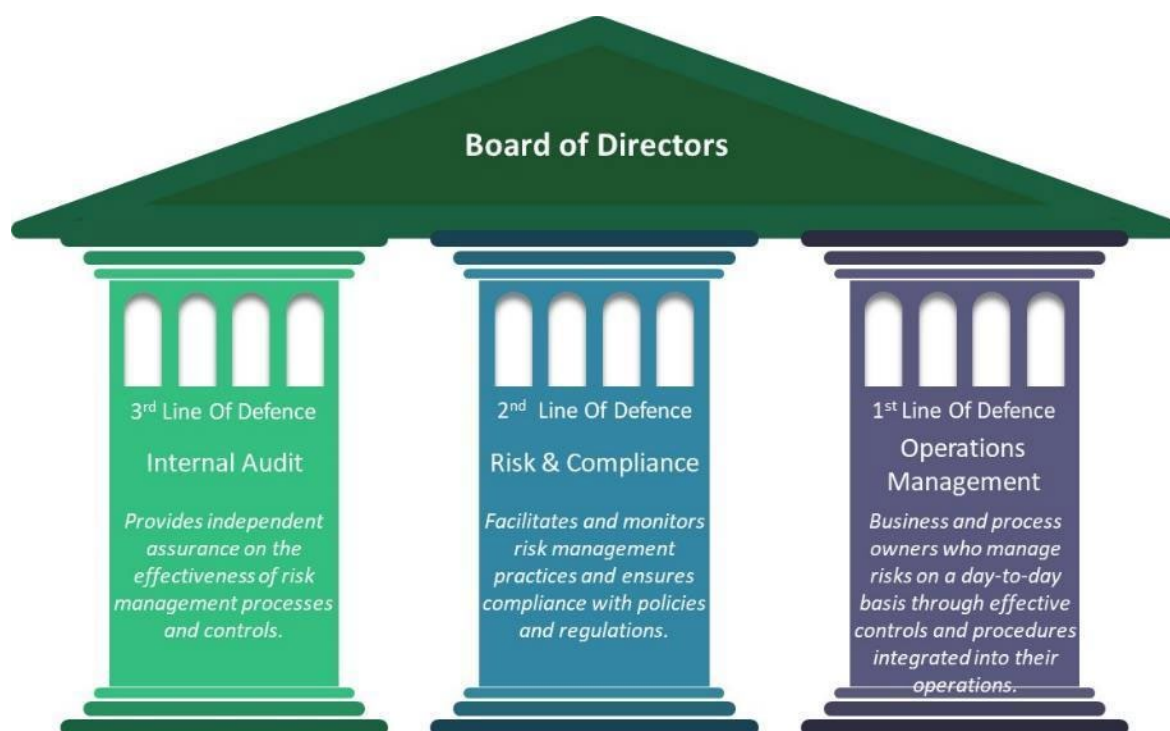 Board of Directors
3rd Line Of Defence
Internal Audit
Provides independent
assurance on the
effectiveness of risk
management processes
and controls.
2nd Line Of Defence
Risk & Compliance
Facilitates and monitors
risk management
practices and ensures
compliance with policies
and regulations.
1st Line Of Defence
Operations
Management
Business and process
owners who manage
risks on a day-to-day
basis through effective
controls and procedures
integrated into their
operations.